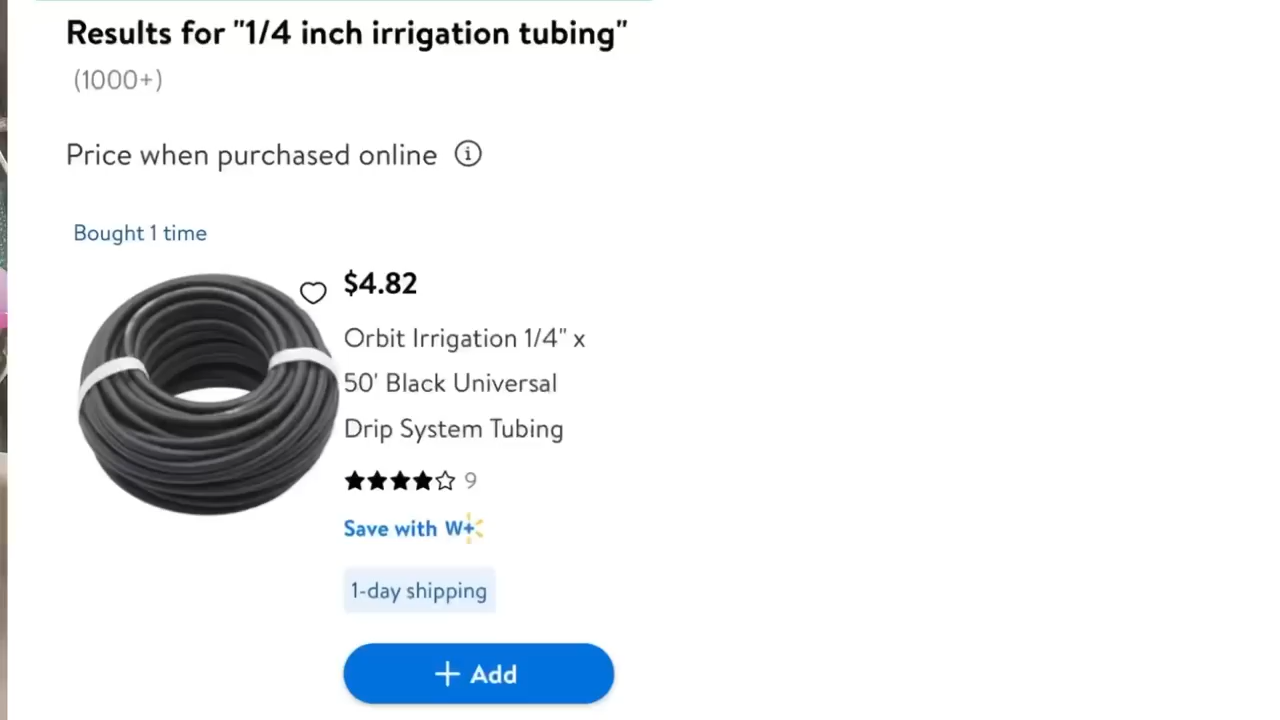 Results for "1/4 inch irrigation tubing"
(1000+)
Price when purchased online
Bought 1 time
$4.82
Orbit Irrigation 1/4" x
50' Black Universal
Drip System Tubing
9
Save with W+
1-day shipping
+ Add